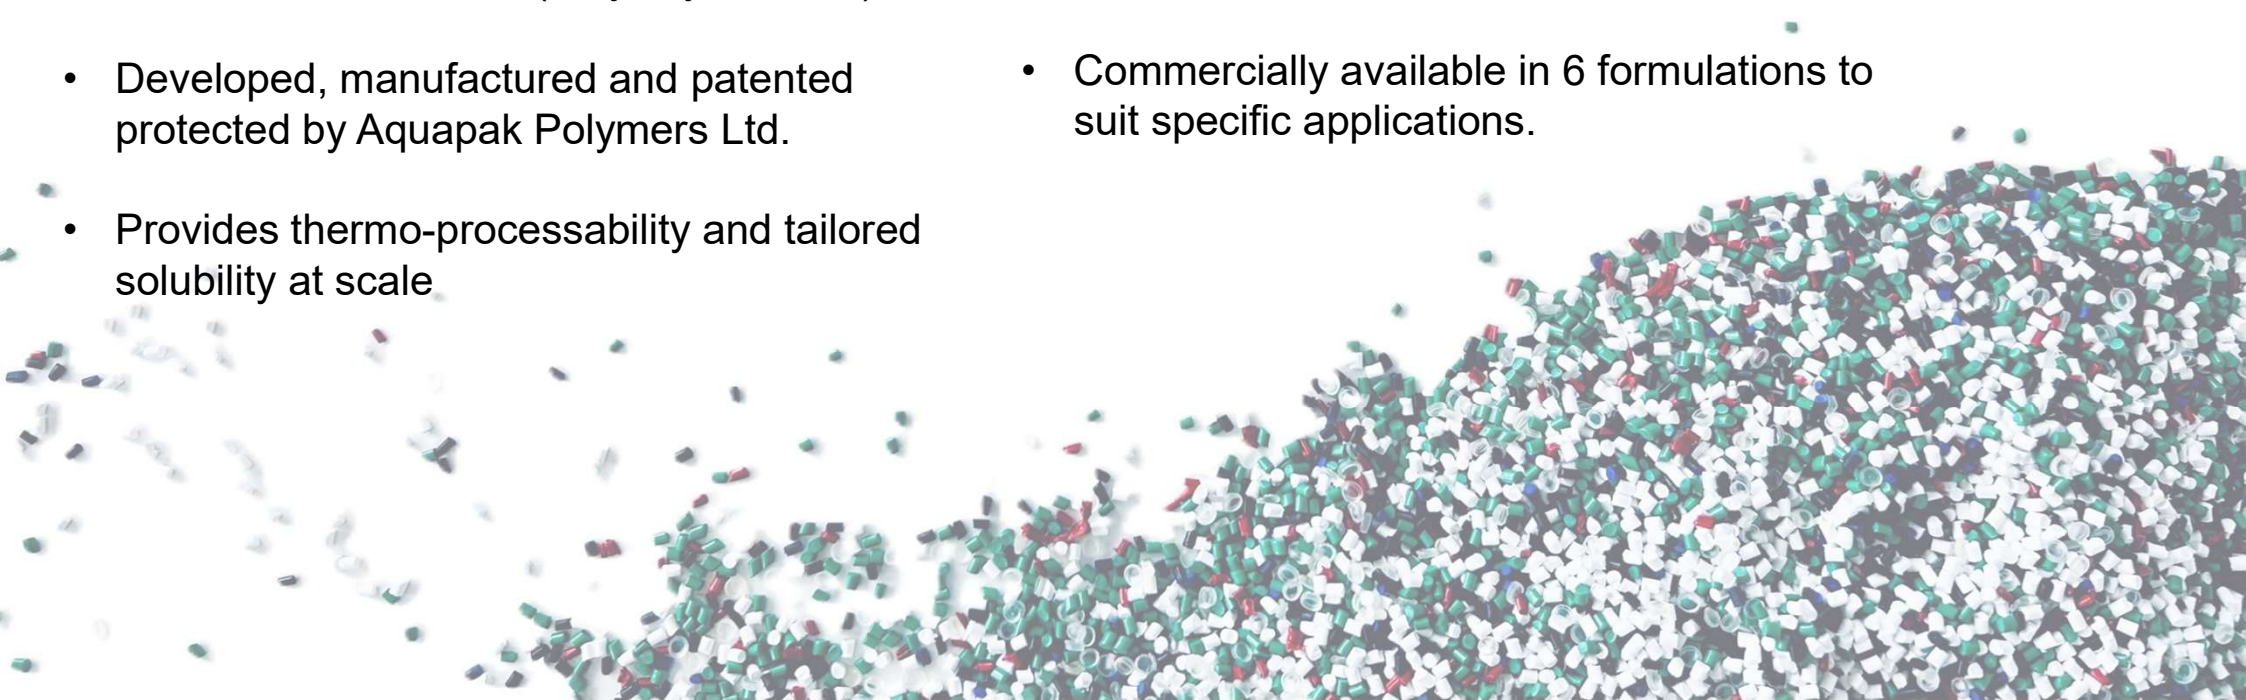 • Developed, manufactured and patented
protected by Aquapak Polymers Ltd.
• Provides thermo-processability and tailored
solubility at scale
• Commercially available in 6 formulations to
suit specific applications.